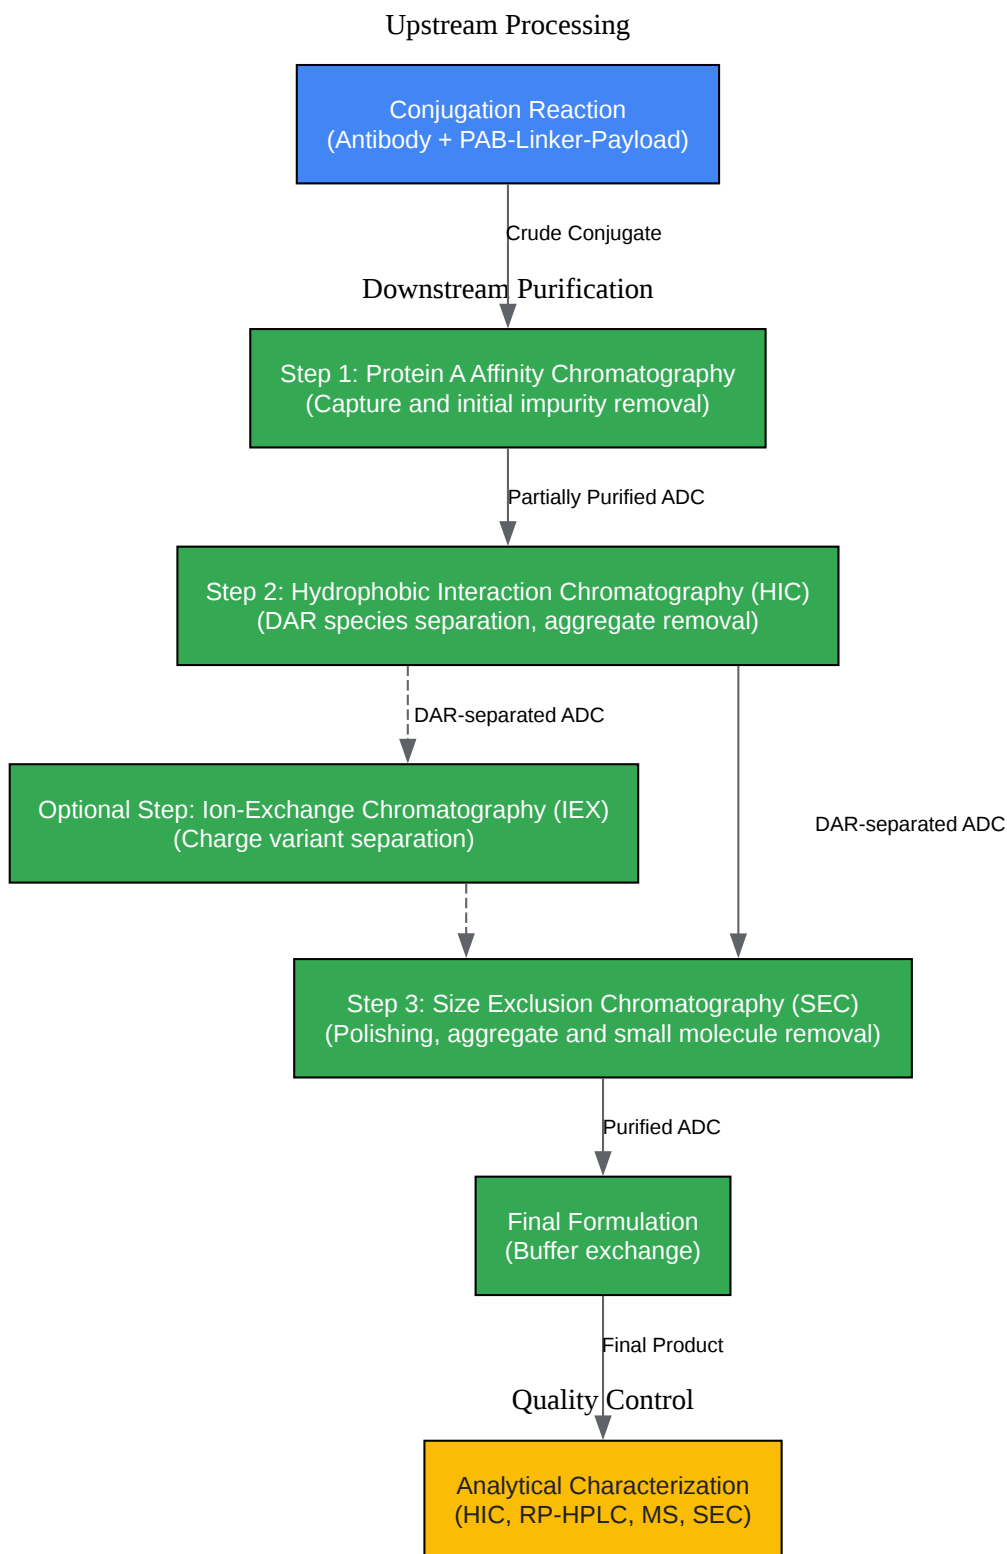 Upstream Processing
Conjugation Reaction
(Antibody + PAB-Linker-Payload)
Crude Conjugate
Downstream Purification
Step 1: Protein A Affinity Chromatography
(Capture and initial impurity removal)
Partially Purified ADC
Step 2: Hydrophobic Interaction Chromatography (HIC)
(DAR species separation, aggregate removal)
DAR-separated ADC
Optional Step: Ion-Exchange Chromatography (IEX)
(Charge variant separation)
DAR-separated ADC
Step 3: Size Exclusion Chromatography (SEC)
(Polishing, aggregate and small molecule removal)
Purified ADC
Final Formulation
(Buffer exchange)
Final Product
Quality Control
Analytical Characterization
(HIC, RP-HPLC, MS, SEC)